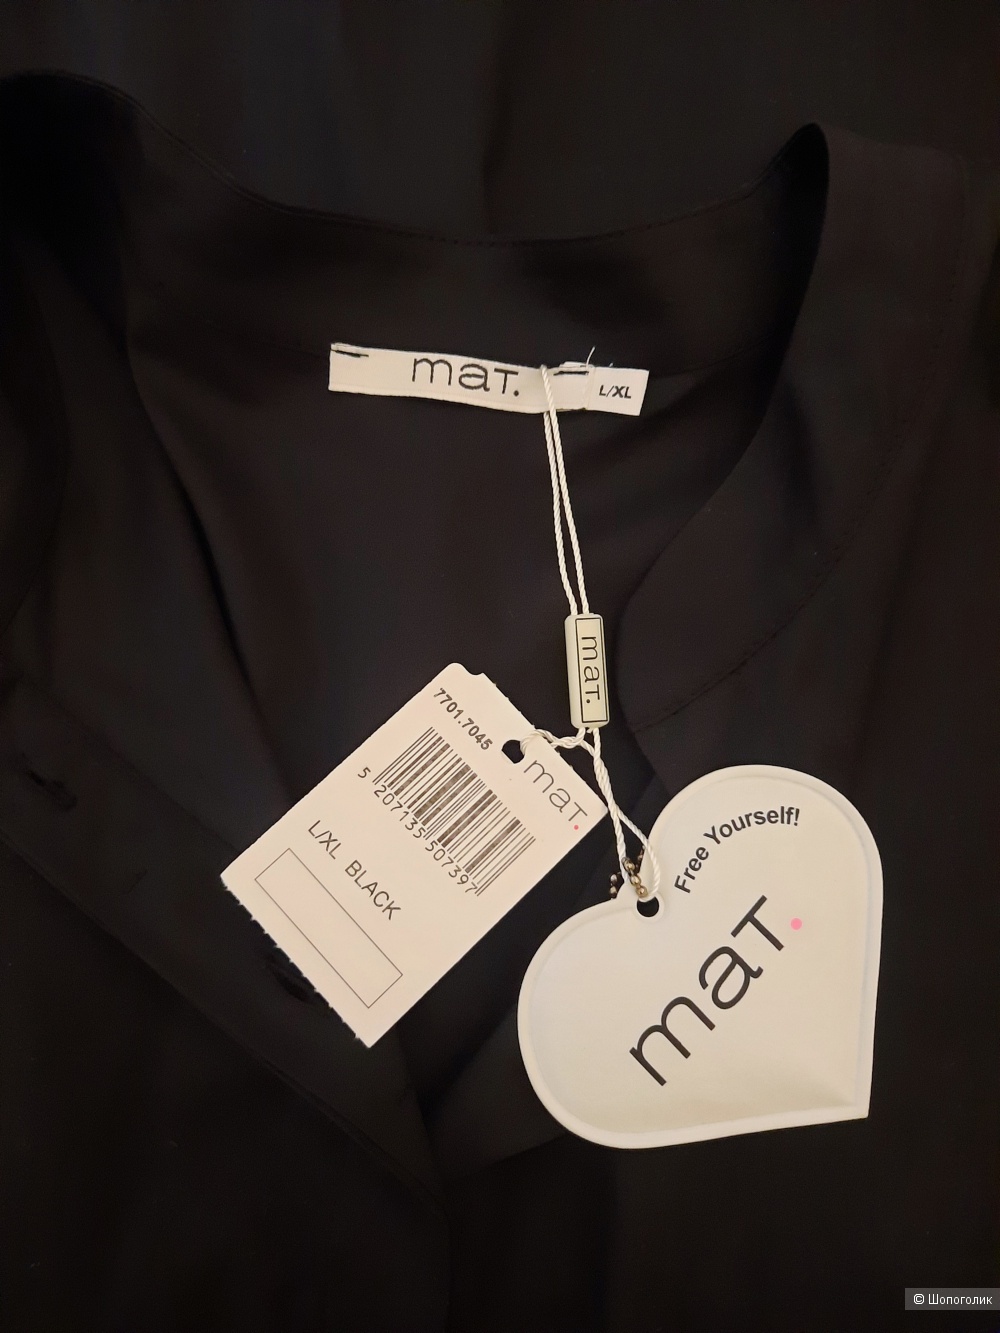 maт.
L/XL
maт.
7701.7045
5 207135 507397
L/XL BLACK
maт.
Free Yourself!
maт.
© Шопоголик